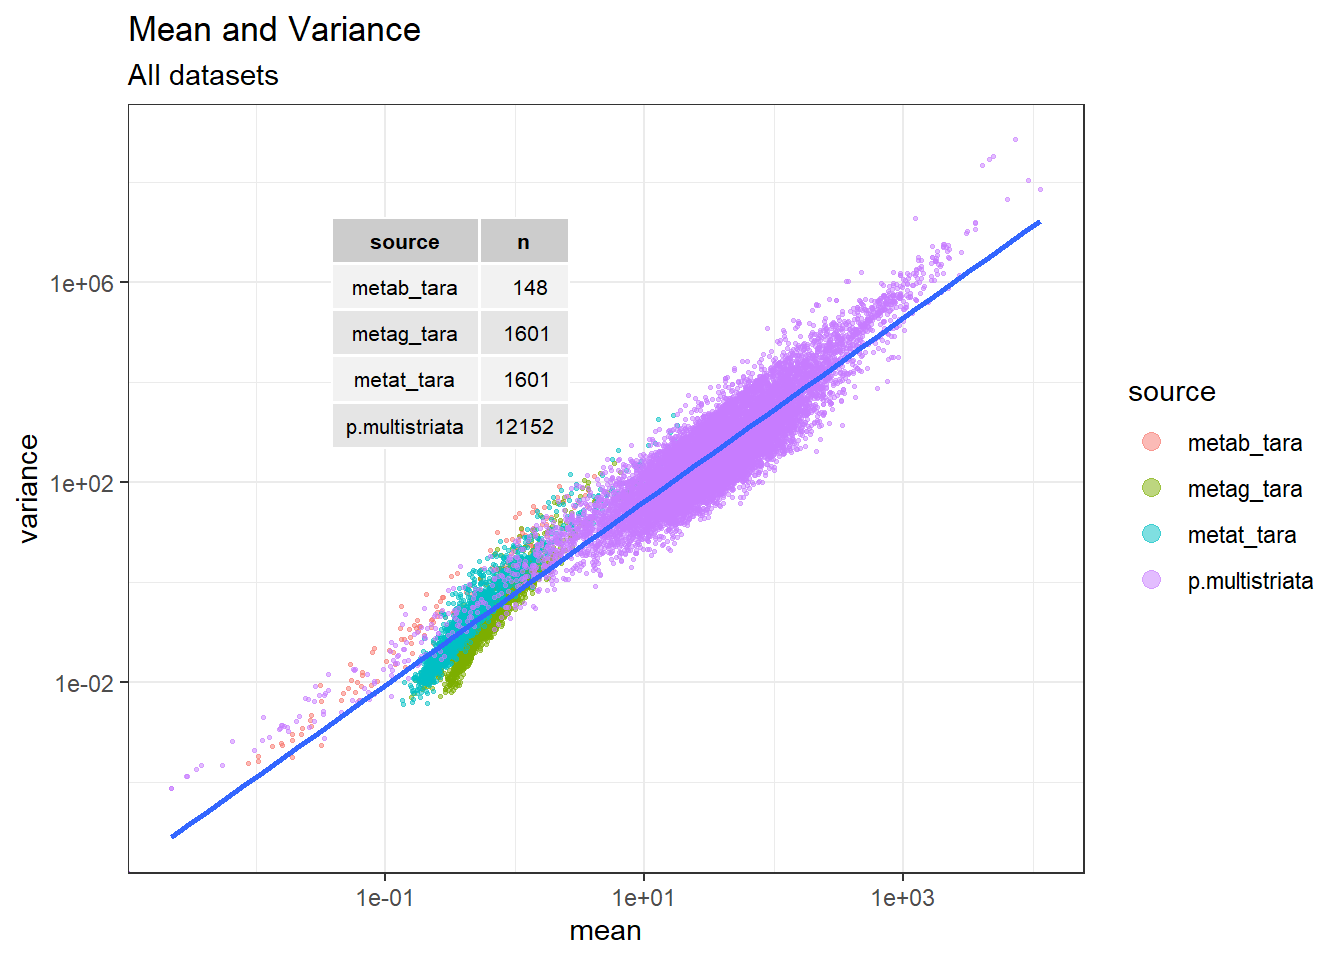 Mean and Variance
All datasets
variance
1e+06
1e+02
1e-02
source n
metab_tara 148
metag_tara 1601
metat_tara 1601
p.multistriata 12152
1e-01 1e+01 1e+03
mean
source
metab_tara
metag_tara
metat_tara
p.multistriata